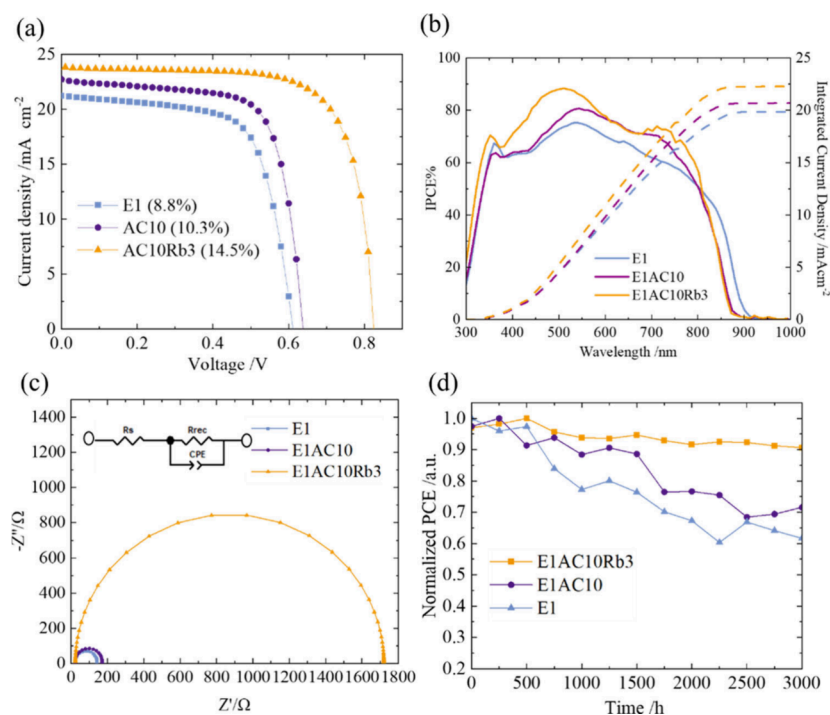 (a)
25
20
15
10
5
0
0.0 0.2 0.4 0.6 0.8
Current density /mA cm-2
Voltage /V
E1 (8.8%)
AC10 (10.3%)
AC10Rb3 (14.5%)
(b)
100
80
60
40
20
0
25
20
15
10
5
0
300 400 500 600 700 800 900 1000
IPCE%
Integrated Current
Density /mAcm-2
Wavelength /nm
E1
E1AC10
E1AC10Rb3
(c)
1400
1200
1000
800
600
400
200
0
0 200 400 600 800 1000 1200 1400 1600 1800
-Z"/Ω
Z'/Ω
Rs
Rrec
CPE
E1
E1AC10
E1AC10Rb3
(d)
1.0
0.9
0.8
0.7
0.6
0.5
0.4
0.3
0.2
0 500 1000 1500 2000 2500 3000
Normalized PCE /a.u.
Time /h
E1AC10Rb3
E1AC10
E1